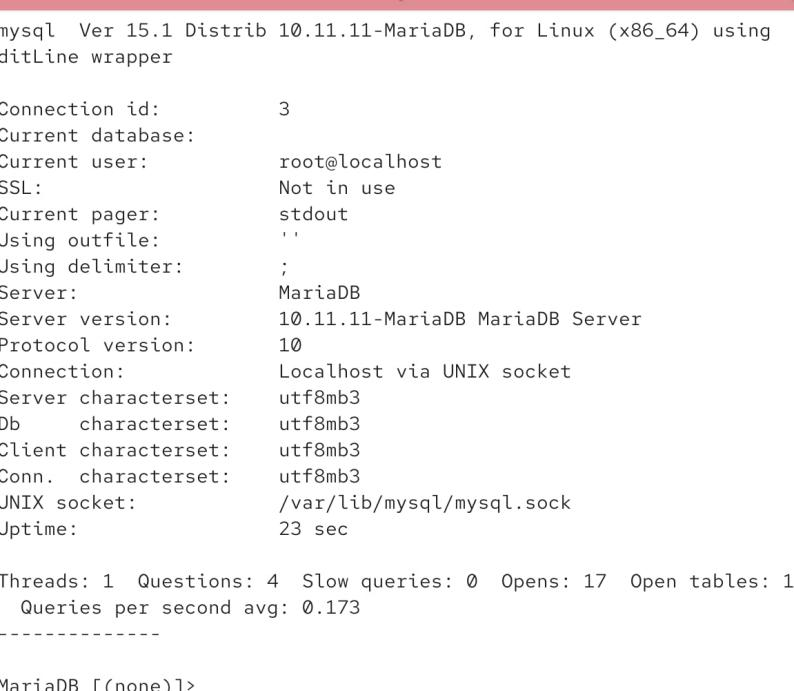 mysql  Ver 15.1 Distrib 10.11.11-MariaDB, for Linux (x86_64) using
ditLine wrapper
Connection id:          3
Current database:
Current user:           root@localhost
SSL:                    Not in use
Current pager:          stdout
Using outfile:          ''
Using delimiter:        ;
Server:                 MariaDB
Server version:         10.11.11-MariaDB MariaDB Server
Protocol version:       10
Connection:             Localhost via UNIX socket
Server characterset:    utf8mb3
Db     characterset:    utf8mb3
Client characterset:    utf8mb3
Conn.  characterset:    utf8mb3
UNIX socket:            /var/lib/mysql/mysql.sock
Uptime:                 23 sec
Threads: 1  Questions: 4  Slow queries: 0  Opens: 17  Open tables: 1
  Queries per second avg: 0.173
--------------
MariaDB [(none)]>